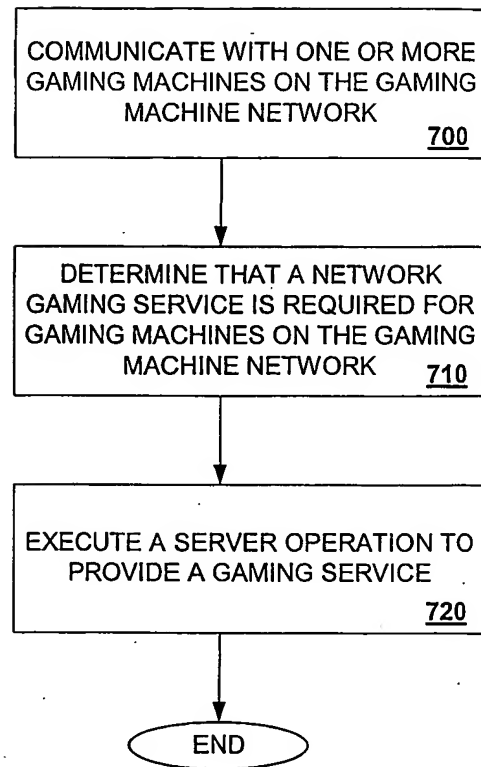 COMMUNICATE WITH ONE OR MORE
GAMING MACHINES ON THE GAMING
MACHINE NETWORK
700
DETERMINE THAT A NETWORK
GAMING SERVICE IS REQUIRED FOR
GAMING MACHINES ON THE GAMING
MACHINE NETWORK
710
EXECUTE A SERVER OPERATION TO
PROVIDE A GAMING SERVICE
720
END